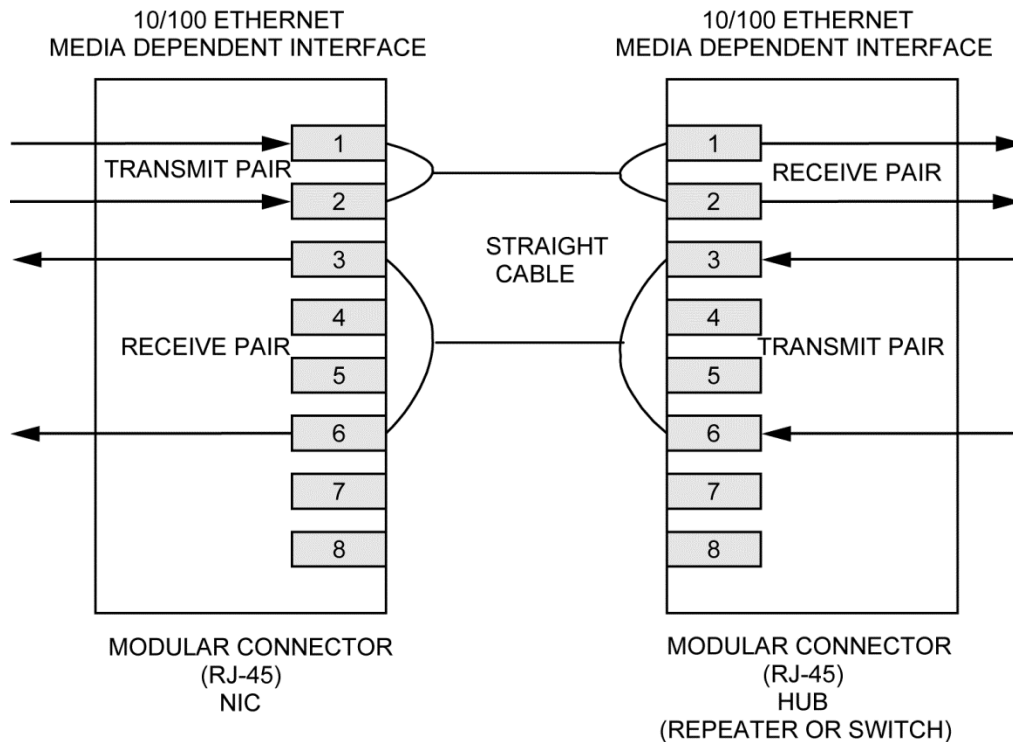 10/100 ETHERNET
MEDIA DEPENDENT INTERFACE
10/100 ETHERNET
MEDIA DEPENDENT INTERFACE
1
TRANSMIT PAIR
2
3
4
RECEIVE PAIR
5
6
7
8
STRAIGHT
CABLE
1
RECEIVE PAIR
2
3
4
TRANSMIT PAIR
5
6
7
8
MODULAR CONNECTOR
(RJ-45)
NIC
MODULAR CONNECTOR
(RJ-45)
HUB
(REPEATER OR SWITCH)